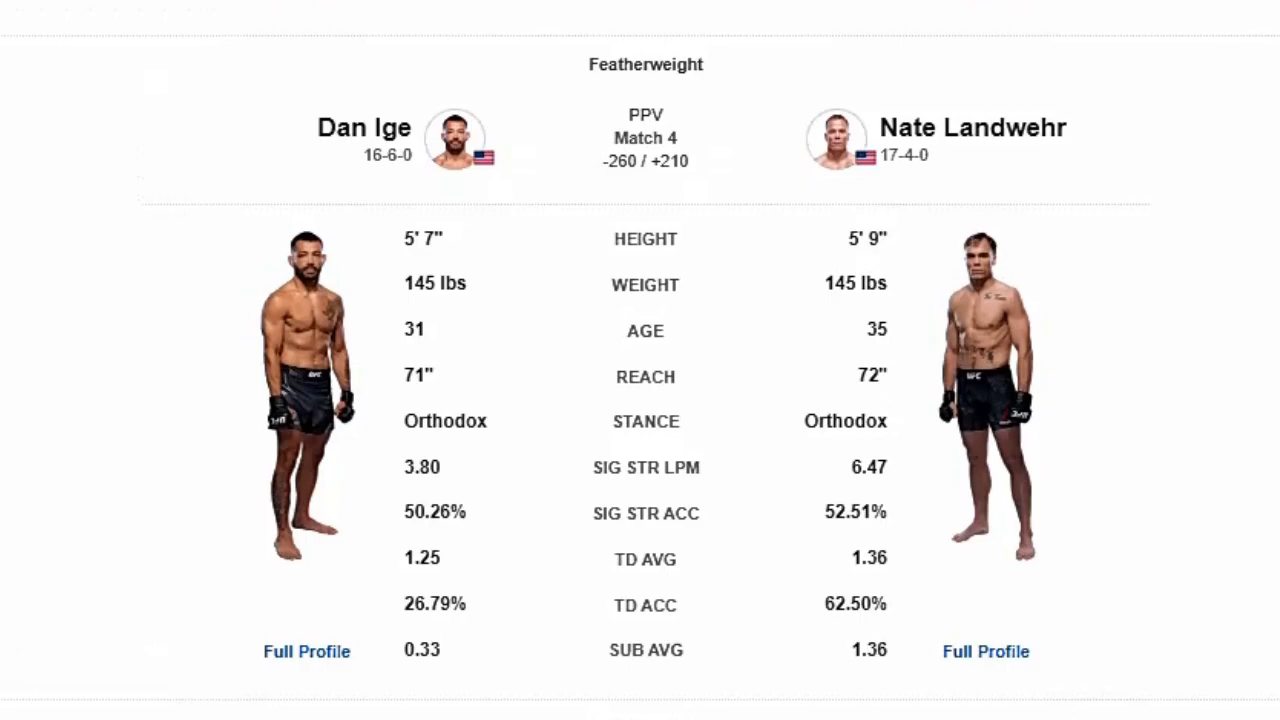 Featherweight
Dan Ige
16-6-0
PPV
Match 4
-260 / +210
Nate Landwehr
17-4-0
5' 7" HEIGHT 5' 9"
145 lbs WEIGHT 145 lbs
31 AGE 35
71" REACH 72"
Orthodox STANCE Orthodox
3.80 SIG STR LPM 6.47
50.26% SIG STR ACC 52.51%
1.25 TD AVG 1.36
26.79% TD ACC 62.50%
Full Profile 0.33 SUB AVG 1.36 Full Profile
UFC
UFC